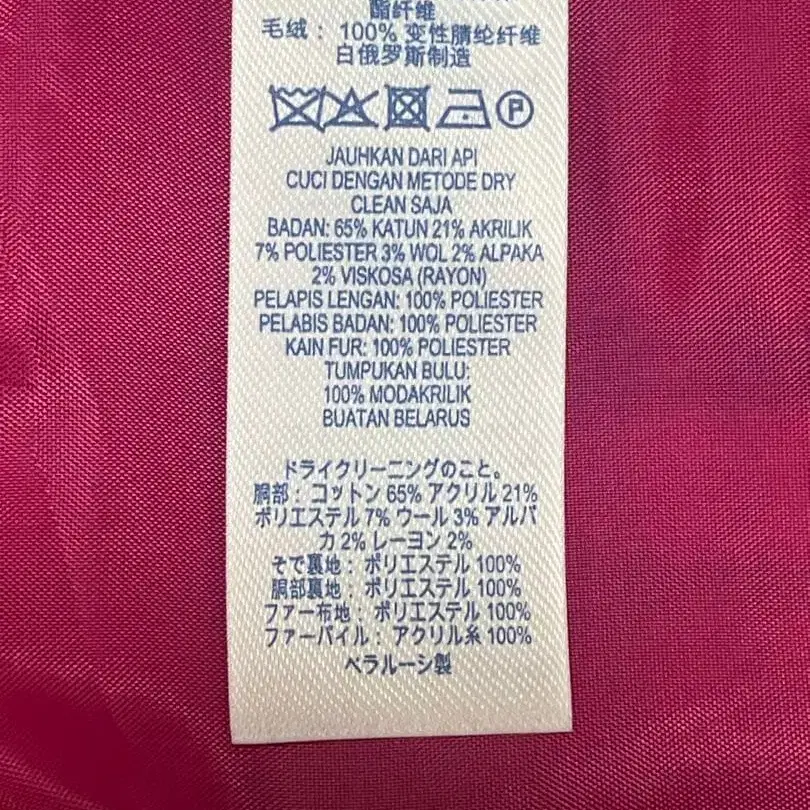 酯纤维
毛绒： 100% 变性腈纶纤维
白俄罗斯制造
P
JAUHKAN DARI API
CUCI DENGAN METODE DRY
CLEAN SAJA
BADAN: 65% KATUN 21% AKRILIK
7% POLIESTER 3% WOL 2% ALPAKA
2% VISKOSA (RAYON)
PELAPIS LENGAN: 100% POLIESTER
PELABIS BADAN: 100% POLIESTER
KAIN FUR: 100% POLIESTER
TUMPUKAN BULU:
100% MODAKRILIK
BUATAN BELARUS
ドライクリーニングのこと。
胴部： コットン 65% アクリル 21%
ポリエステル 7% ウール 3% アルパ
カ 2% レーヨン 2%
そで裏地： ポリエステル 100%
胴部裏地： ポリエステル 100%
ファー布地： ポリエステル 100%
ファーパイル： アクリル糸 100%
ベラルーシ製